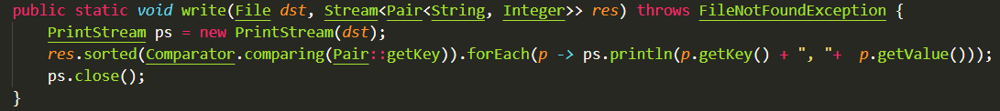 public static void write(File dst, Stream<Pair<String, Integer>> res) throws FileNotFoundException {
    PrintStream ps = new PrintStream(dst);
    res.sorted(Comparator.comparing(Pair::getKey)).forEach(p -> ps.println(p.getKey() + ", "+  p.getValue()));
    ps.close();
}